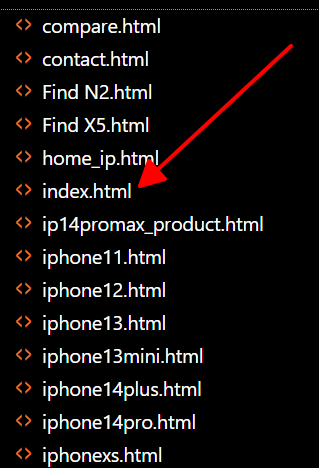 compare.html
contact.html
Find N2.html
Find X5.html
home_ip.html
index.html
ip14promax_product.html
iphone11.html
iphone12.html
iphone13.html
iphone13mini.html
iphone14plus.html
iphone14pro.html
iphonexs.html